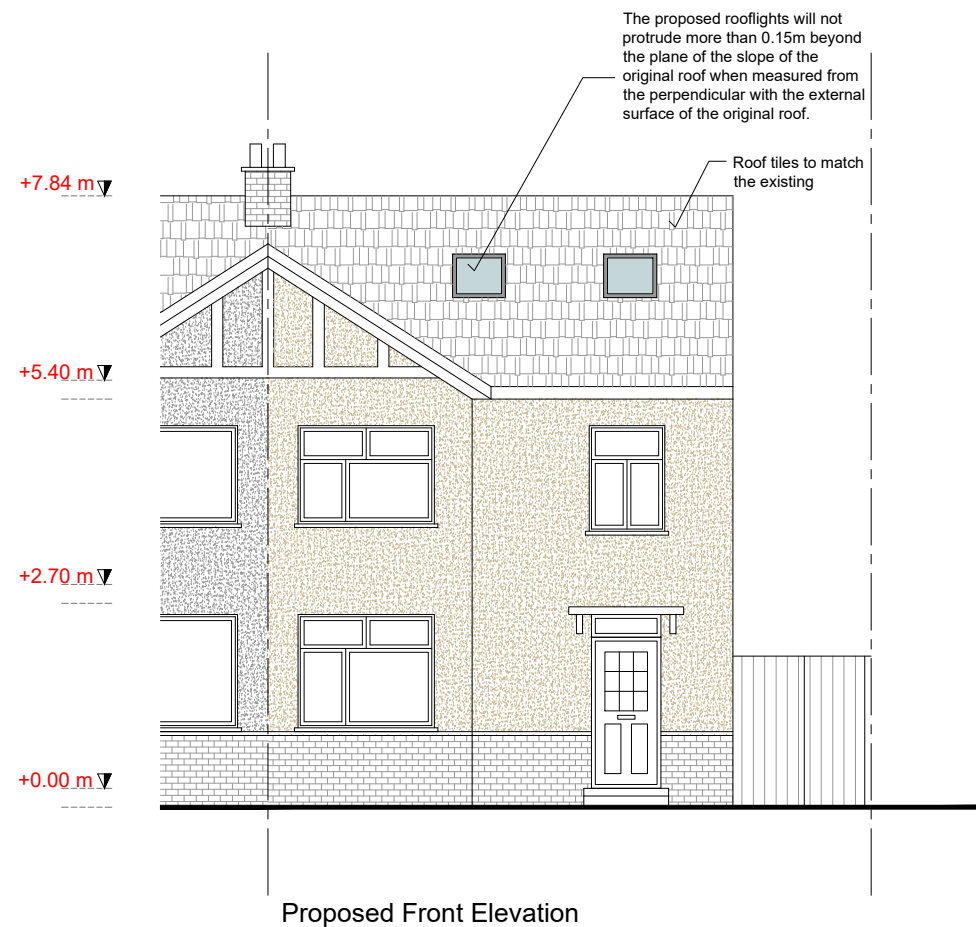 The proposed rooflights will not
protrude more than 0.15m beyond
the plane of the slope of the
original roof when measured from
the perpendicular with the external
surface of the original roof.
Roof tiles to match
the existing
+7.84 m
+5.40 m
+2.70 m
+0.00 m
Proposed Front Elevation